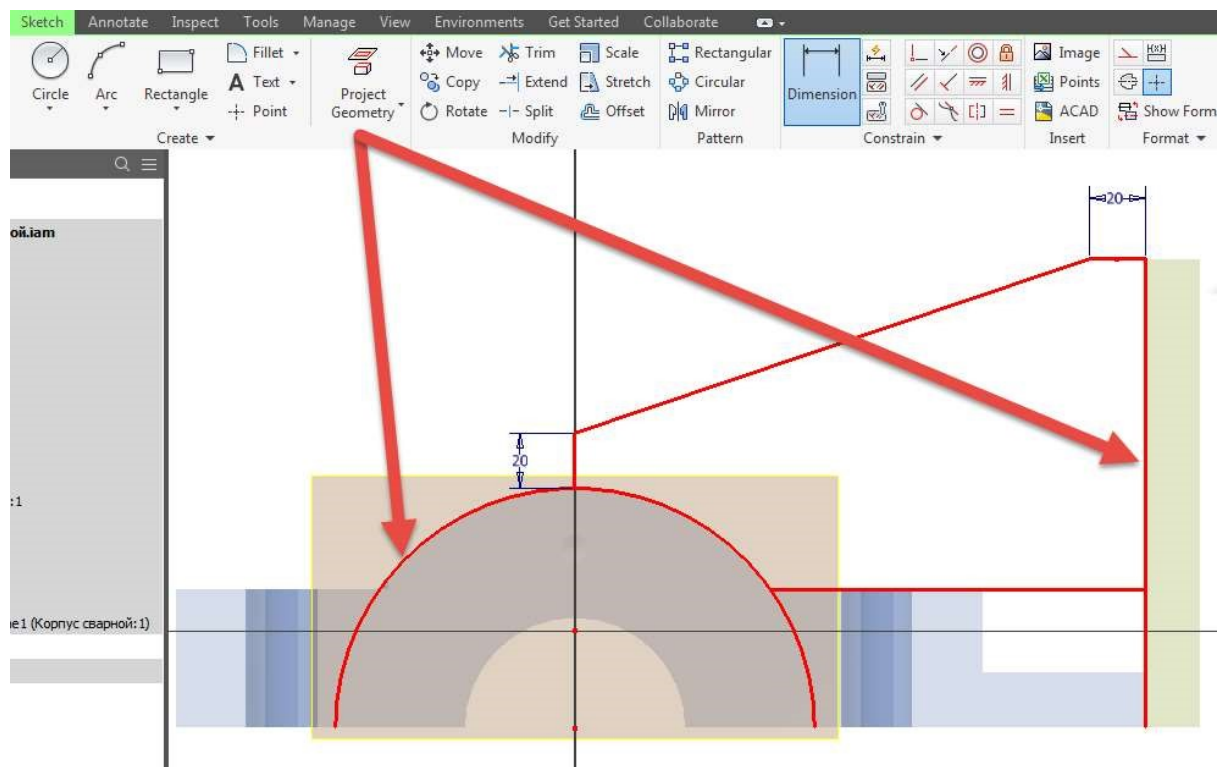 Sketch Annotate Inspect Tools Manage View Environments Get Started Collaborate
Fillet Move Trim Scale Rectangular Image
Circle Arc Rectangle Text Project Geometry Copy Extend Stretch Circular Dimension Points
Point Rotate Split Offset Mirror ACAD Show Form
Create Modify Pattern Constrain Insert Format
20
ой.iam
20
:1
ne1 (Корпус сварной:1)